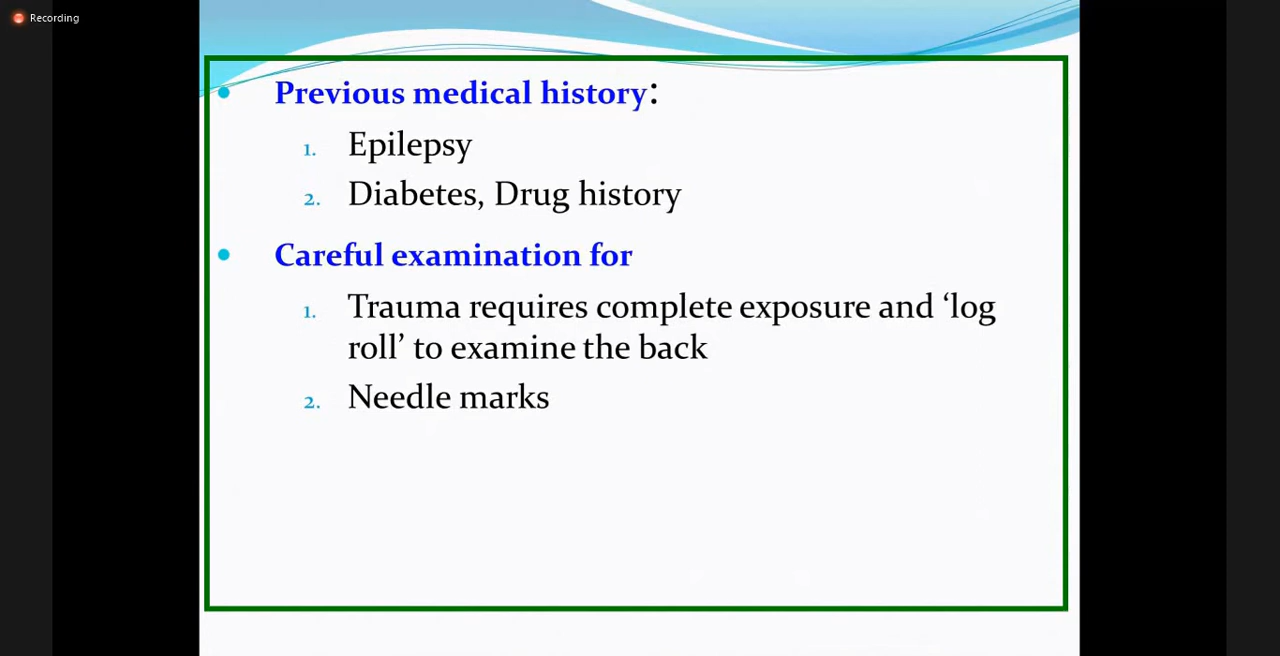 Recording
Previous medical history:
1. Epilepsy
2. Diabetes, Drug history
Careful examination for
1. Trauma requires complete exposure and ‘log
roll’ to examine the back
2. Needle marks